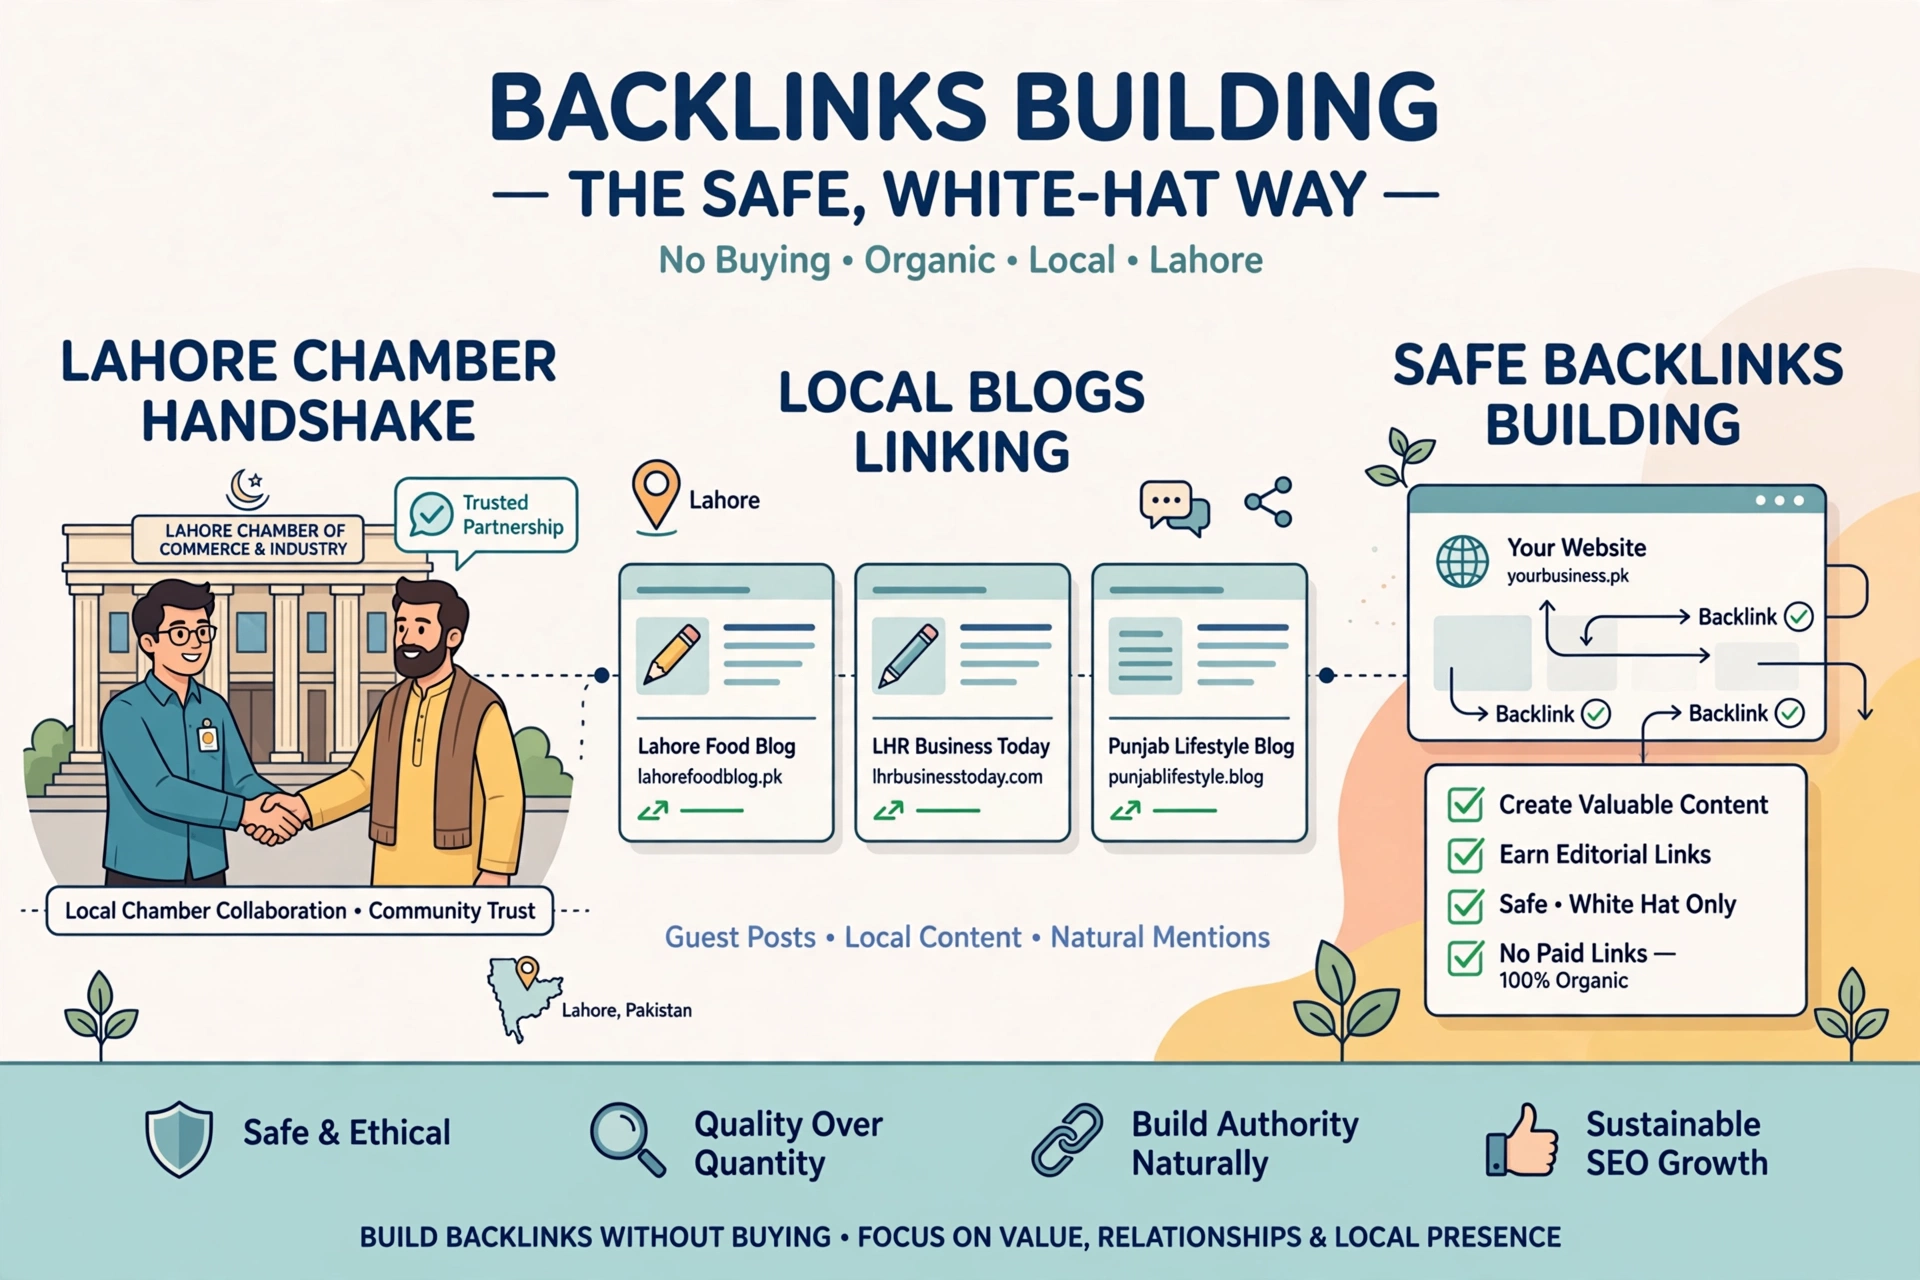 BACKLINKS BUILDING
— THE SAFE, WHITE-HAT WAY —
No Buying • Organic • Local • Lahore
LAHORE CHAMBER
HANDSHAKE
LAHORE CHAMBER OF
COMMERCE & INDUSTRY
Trusted
Partnership
Local Chamber Collaboration • Community Trust
Lahore, Pakistan
LOCAL BLOGS
LINKING
Lahore
Lahore Food Blog
lahorefoodblog.pk
LHR Business Today
lhrbusinesstoday.com
Punjab Lifestyle Blog
punjablifestyle.blog
Guest Posts • Local Content • Natural Mentions
SAFE BACKLINKS
BUILDING
Your Website
yourbusiness.pk
Backlink
Backlink
Backlink
Create Valuable Content
Earn Editorial Links
Safe • White Hat Only
No Paid Links —
100% Organic
Safe & Ethical
Quality Over
Quantity
Build Authority
Naturally
Sustainable
SEO Growth
BUILD BACKLINKS WITHOUT BUYING • FOCUS ON VALUE, RELATIONSHIPS & LOCAL PRESENCE